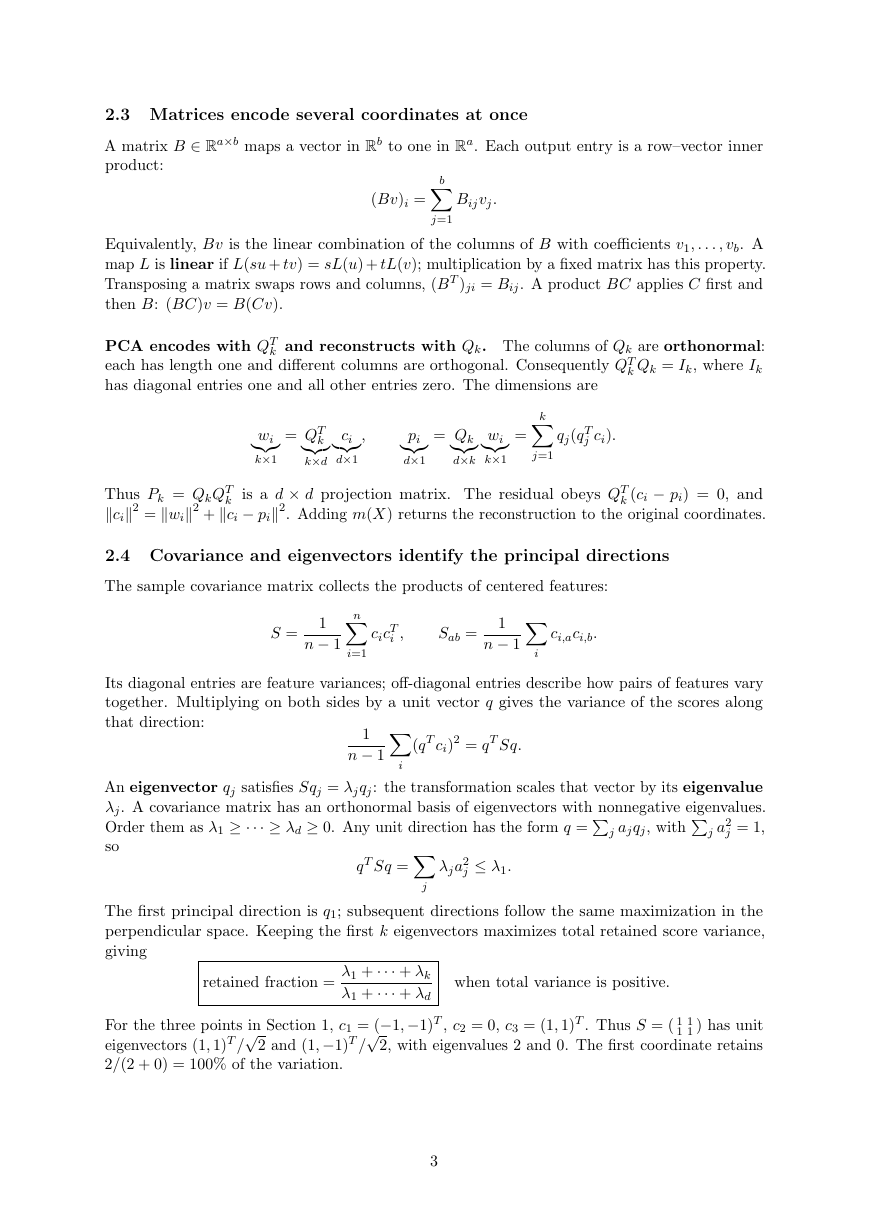 2.3 Matrices encode several coordinates at once
A matrix B ∈ ℝ^{a×b} maps a vector in ℝ^b to one in ℝ^a. Each output entry is a row–vector inner
product:
(Bv)_i = ∑_{j=1}^{b} B_{ij}v_j.
Equivalently, Bv is the linear combination of the columns of B with coefficients v_1, . . . , v_b. A
map L is linear if L(su + tv) = sL(u) + tL(v); multiplication by a fixed matrix has this property.
Transposing a matrix swaps rows and columns, (B^T)_{ji} = B_{ij}. A product BC applies C first and
then B: (BC)v = B(Cv).
PCA encodes with Q_k^T and reconstructs with Q_k. The columns of Q_k are orthonormal:
each has length one and different columns are orthogonal. Consequently Q_k^T Q_k = I_k, where I_k
has diagonal entries one and all other entries zero. The dimensions are
w_i = Q_k^T c_i, p_i = Q_k w_i = ∑_{j=1}^{k} q_j(q_j^T c_i).
k×1 k×d d×1 d×1 d×k k×1
Thus P_k = Q_kQ_k^T is a d × d projection matrix. The residual obeys Q_k^T(c_i − p_i) = 0, and
‖c_i‖^2 = ‖w_i‖^2 + ‖c_i − p_i‖^2. Adding m(X) returns the reconstruction to the original coordinates.
2.4 Covariance and eigenvectors identify the principal directions
The sample covariance matrix collects the products of centered features:
S = \frac{1}{n − 1} ∑_{i=1}^{n} c_ic_i^T, S_{ab} = \frac{1}{n − 1} ∑_i c_{i,a}c_{i,b}.
Its diagonal entries are feature variances; off-diagonal entries describe how pairs of features vary
together. Multiplying on both sides by a unit vector q gives the variance of the scores along
that direction:
\frac{1}{n − 1} ∑_i (q^T c_i)^2 = q^T Sq.
An eigenvector q_j satisfies Sq_j = λ_jq_j: the transformation scales that vector by its eigenvalue
λ_j. A covariance matrix has an orthonormal basis of eigenvectors with nonnegative eigenvalues.
Order them as λ_1 ≥ · · · ≥ λ_d ≥ 0. Any unit direction has the form q = ∑_j a_jq_j, with ∑_j a_j^2 = 1,
so
q^T Sq = ∑_j λ_ja_j^2 ≤ λ_1.
The first principal direction is q_1; subsequent directions follow the same maximization in the
perpendicular space. Keeping the first k eigenvectors maximizes total retained score variance,
giving
retained fraction = \frac{λ_1 + · · · + λ_k}{λ_1 + · · · + λ_d} when total variance is positive.
For the three points in Section 1, c_1 = (−1, −1)^T, c_2 = 0, c_3 = (1, 1)^T. Thus S = (1 1; 1 1) has unit
eigenvectors (1, 1)^T/√2 and (1, −1)^T/√2, with eigenvalues 2 and 0. The first coordinate retains
2/(2 + 0) = 100% of the variation.
3